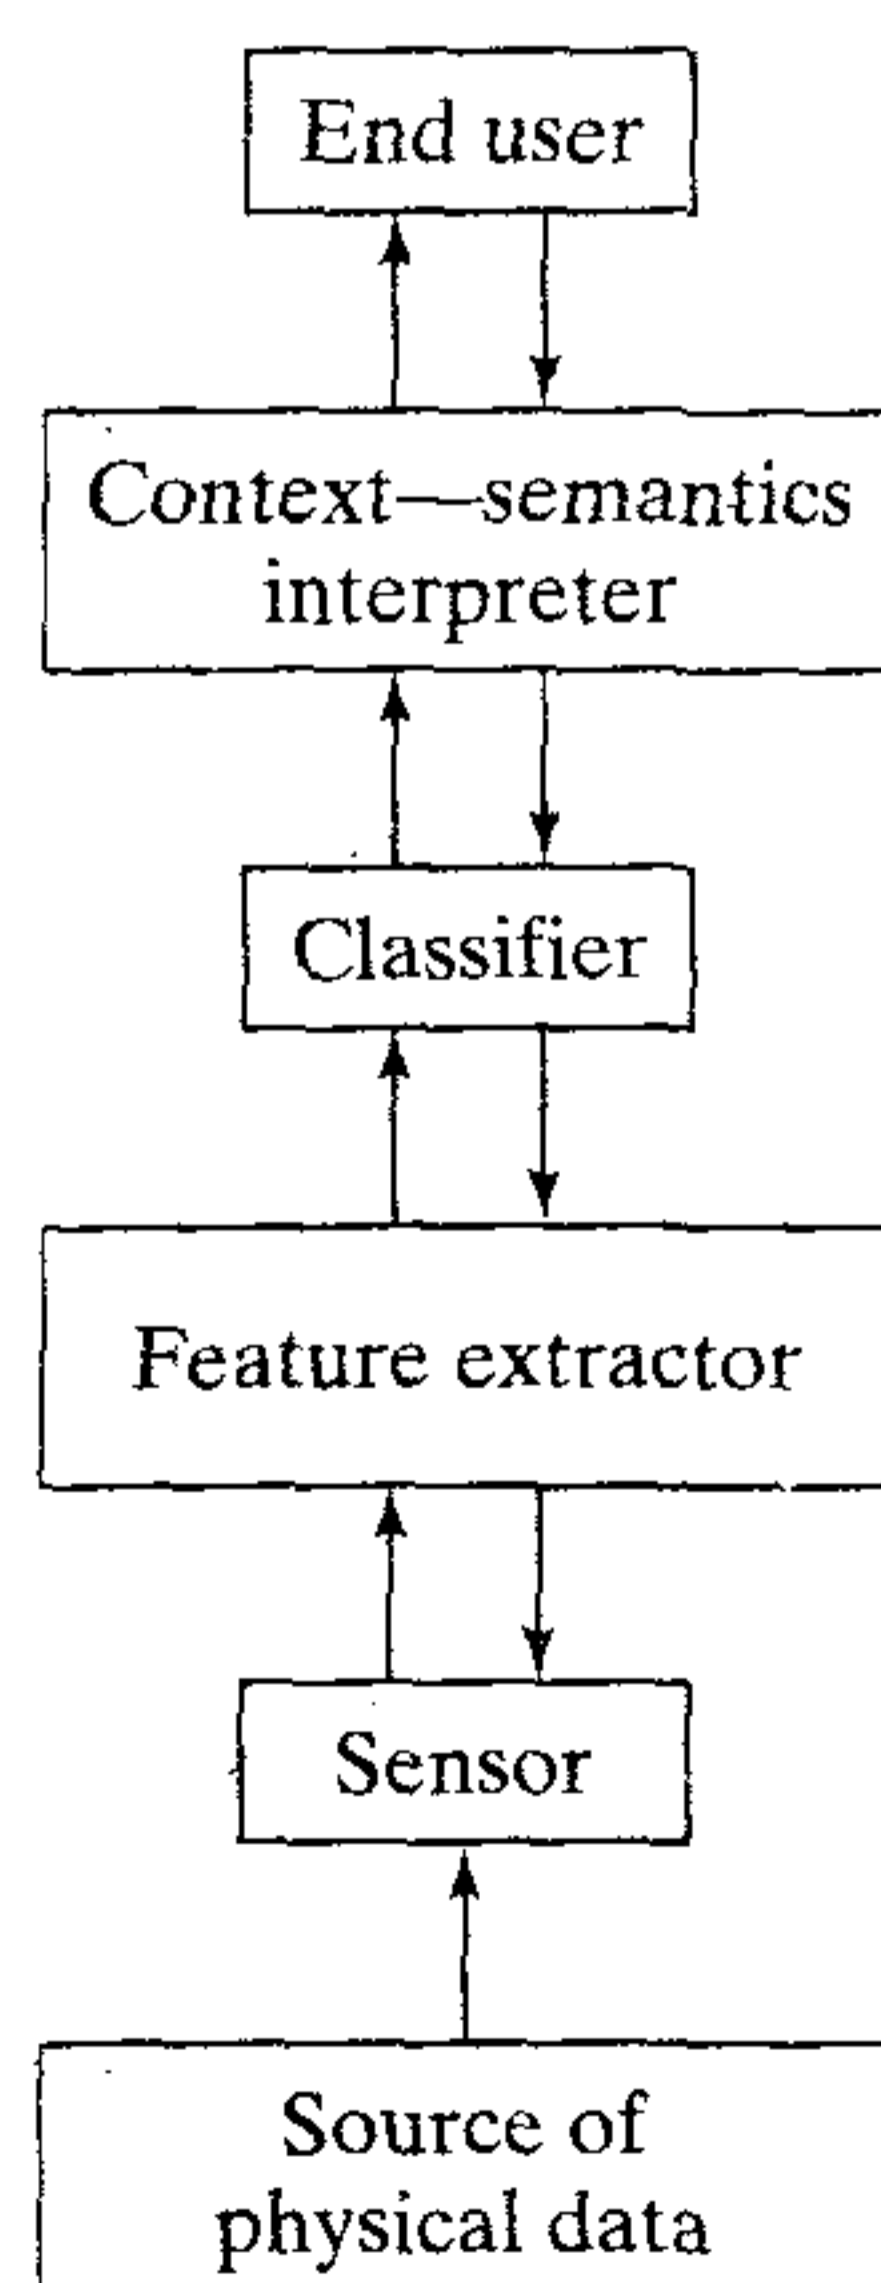 End user
Context—semantics
interpreter
Classifier
Feature extractor
Sensor
Source of
physical data